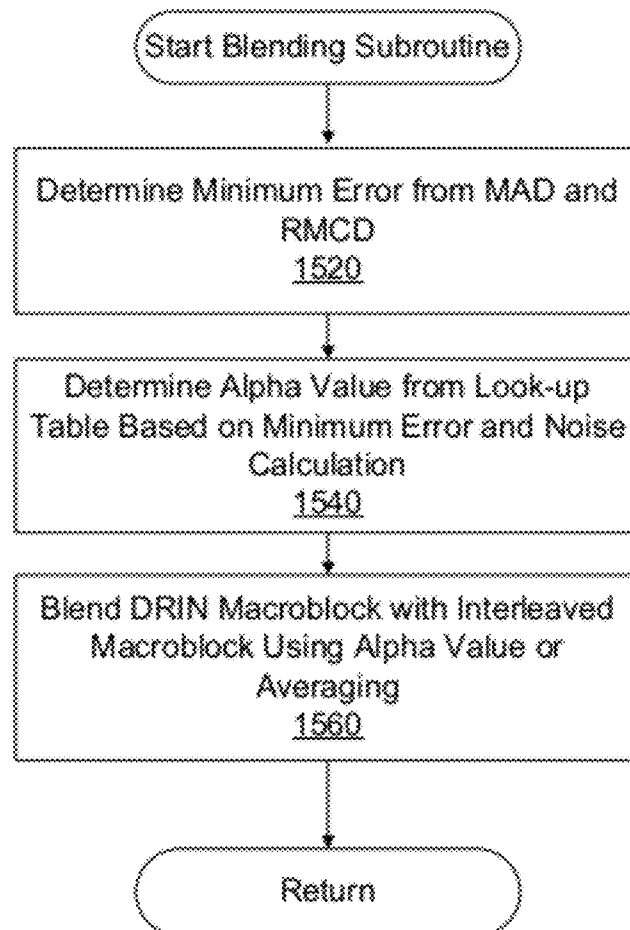 Start Blending Subroutine
Determine Minimum Error from MAD and
RMCD
1520
Determine Alpha Value from Look-up
Table Based on Minimum Error and Noise
Calculation
1540
Blend DRIN Macroblock with Interleaved
Macroblock Using Alpha Value or
Averaging
1560
Return